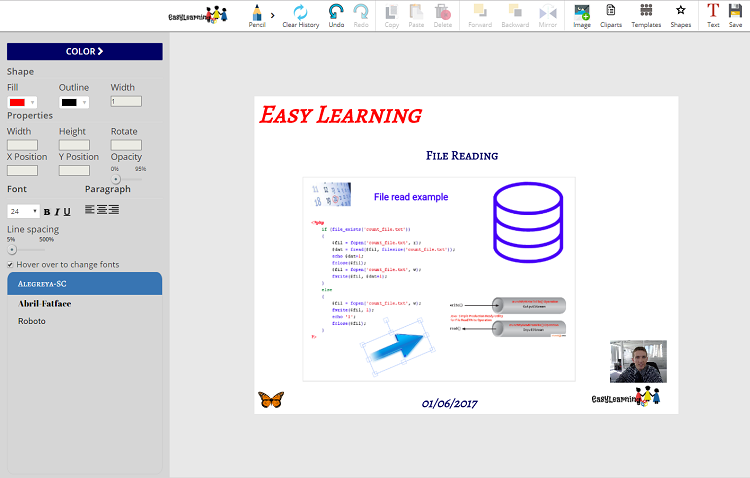 EasyLearning
Pencil
Clear History
Undo
Redo
Copy
Paste
Delete
Forward
Backward
Mirror
Image
Cliparts
Templates
Shapes
Text
Save
COLOR
Shape
Fill
Outline
Width
1
Properties
Width
Height
Rotate
X Position
Y Position
Opacity
0% 95%
Font
Paragraph
24
B I U
Line spacing
5% 500%
Hover over to change fonts
Alegreya-SC
Abril-Fatface
Roboto
Easy Learning
File Reading
File read example
<?php
if (file_exists('count_file.txt'))
{
$fil = fopen('count_file.txt', r);
$dat = fread($fil, filesize('count_file.txt'));
echo $dat+1;
fclose($fil);
$fil = fopen('count_file.txt', w);
fwrite($fil, $dat+1);
}
else
{
$fil = fopen('count_file.txt', w);
fwrite($fil, 1);
echo '1';
fclose($fil);
}
?>
write()
OutputStream
read()
InputStream
01/06/2017
EasyLearning